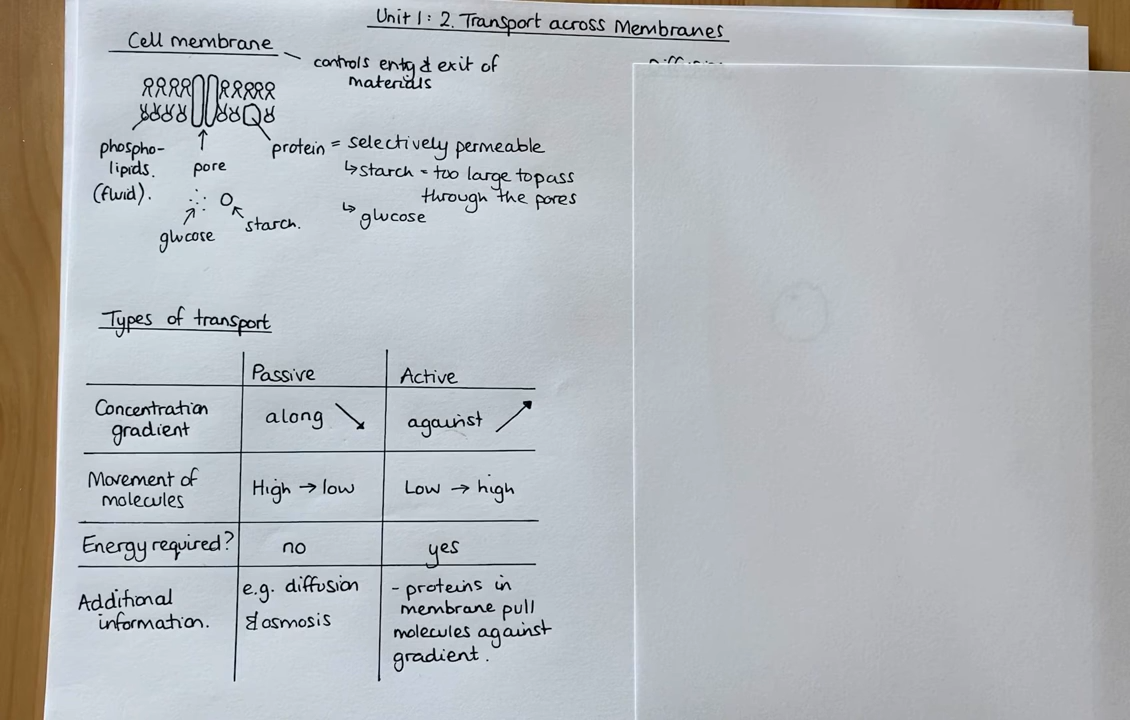 Unit 1: 2. Transport across Membranes
Cell membrane
controls entry & exit of
materials
phospho-
lipids.
(fluid).
pore
protein = selectively permeable
↳ starch = too large to pass
through the pores
↳ glucose
glucose
starch.
Types of transport
Passive
Active
Concentration
gradient
along ↘
against ↗
Movement of
molecules
High → low
Low → high
Energy required?
no
yes
Additional
information.
e.g. diffusion
& osmosis
- proteins in
membrane pull
molecules against
gradient.